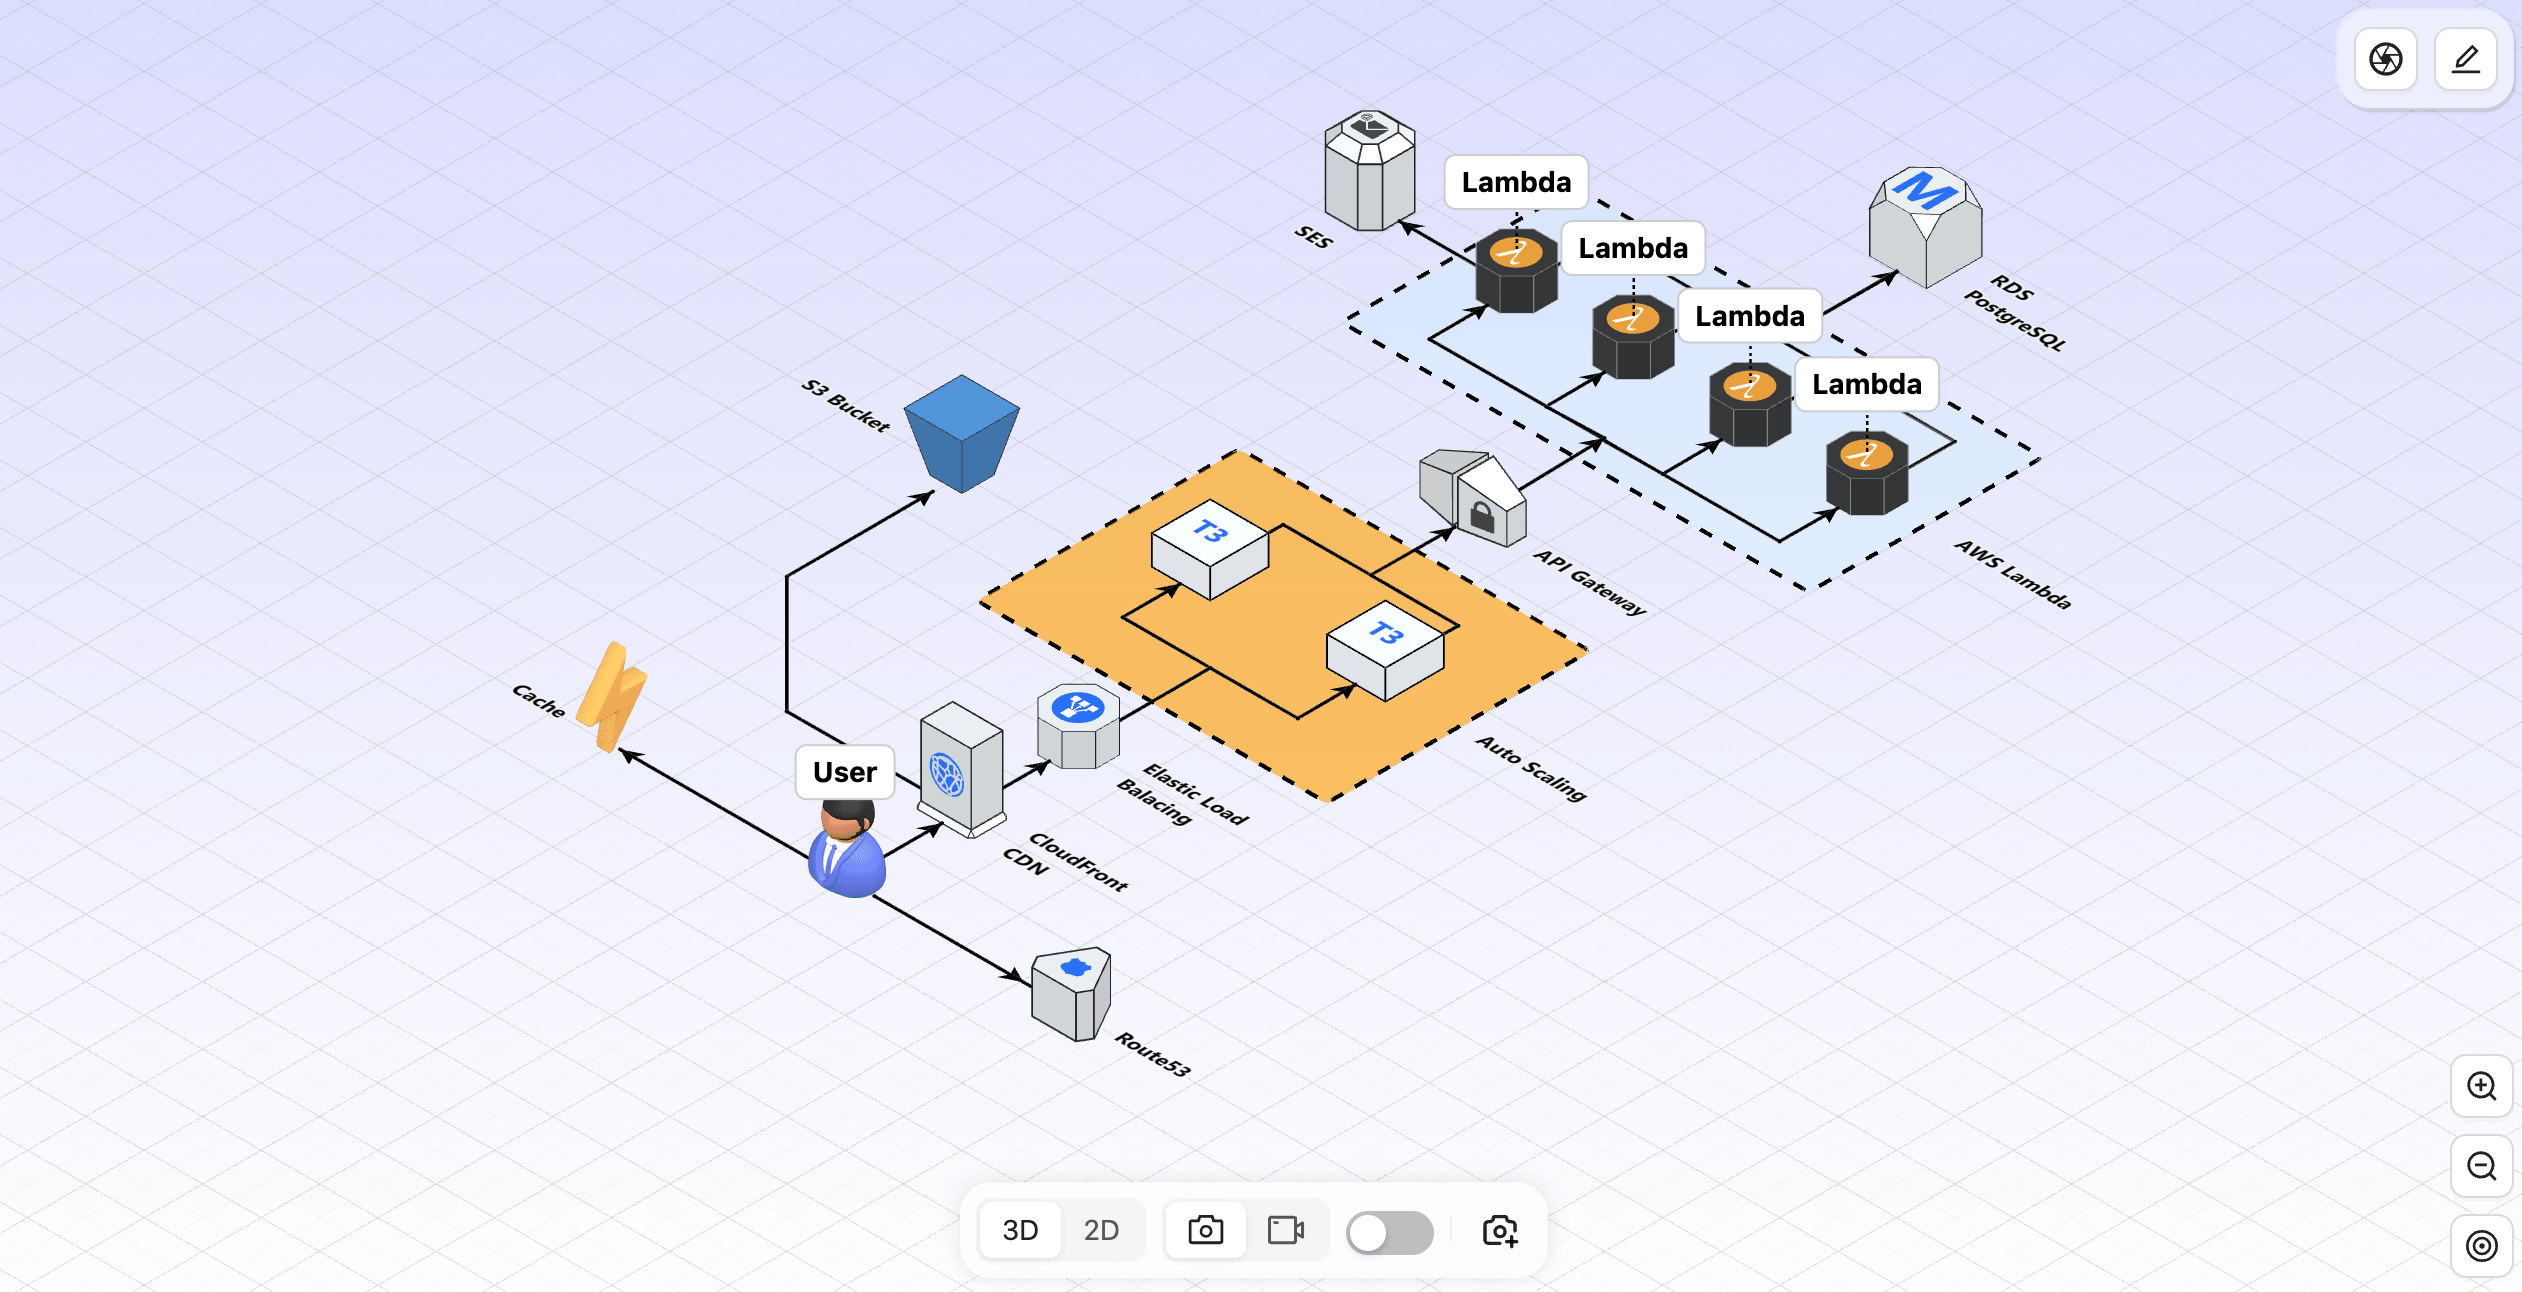 SES
Lambda
Lambda
Lambda
Lambda
M
RDS
PostgreSQL
S3 Bucket
T3
T3
API Gateway
AWS Lambda
Cache
User
Elastic Load
Balacing
Auto Scaling
CloudFront
CDN
Route53
3D
2D